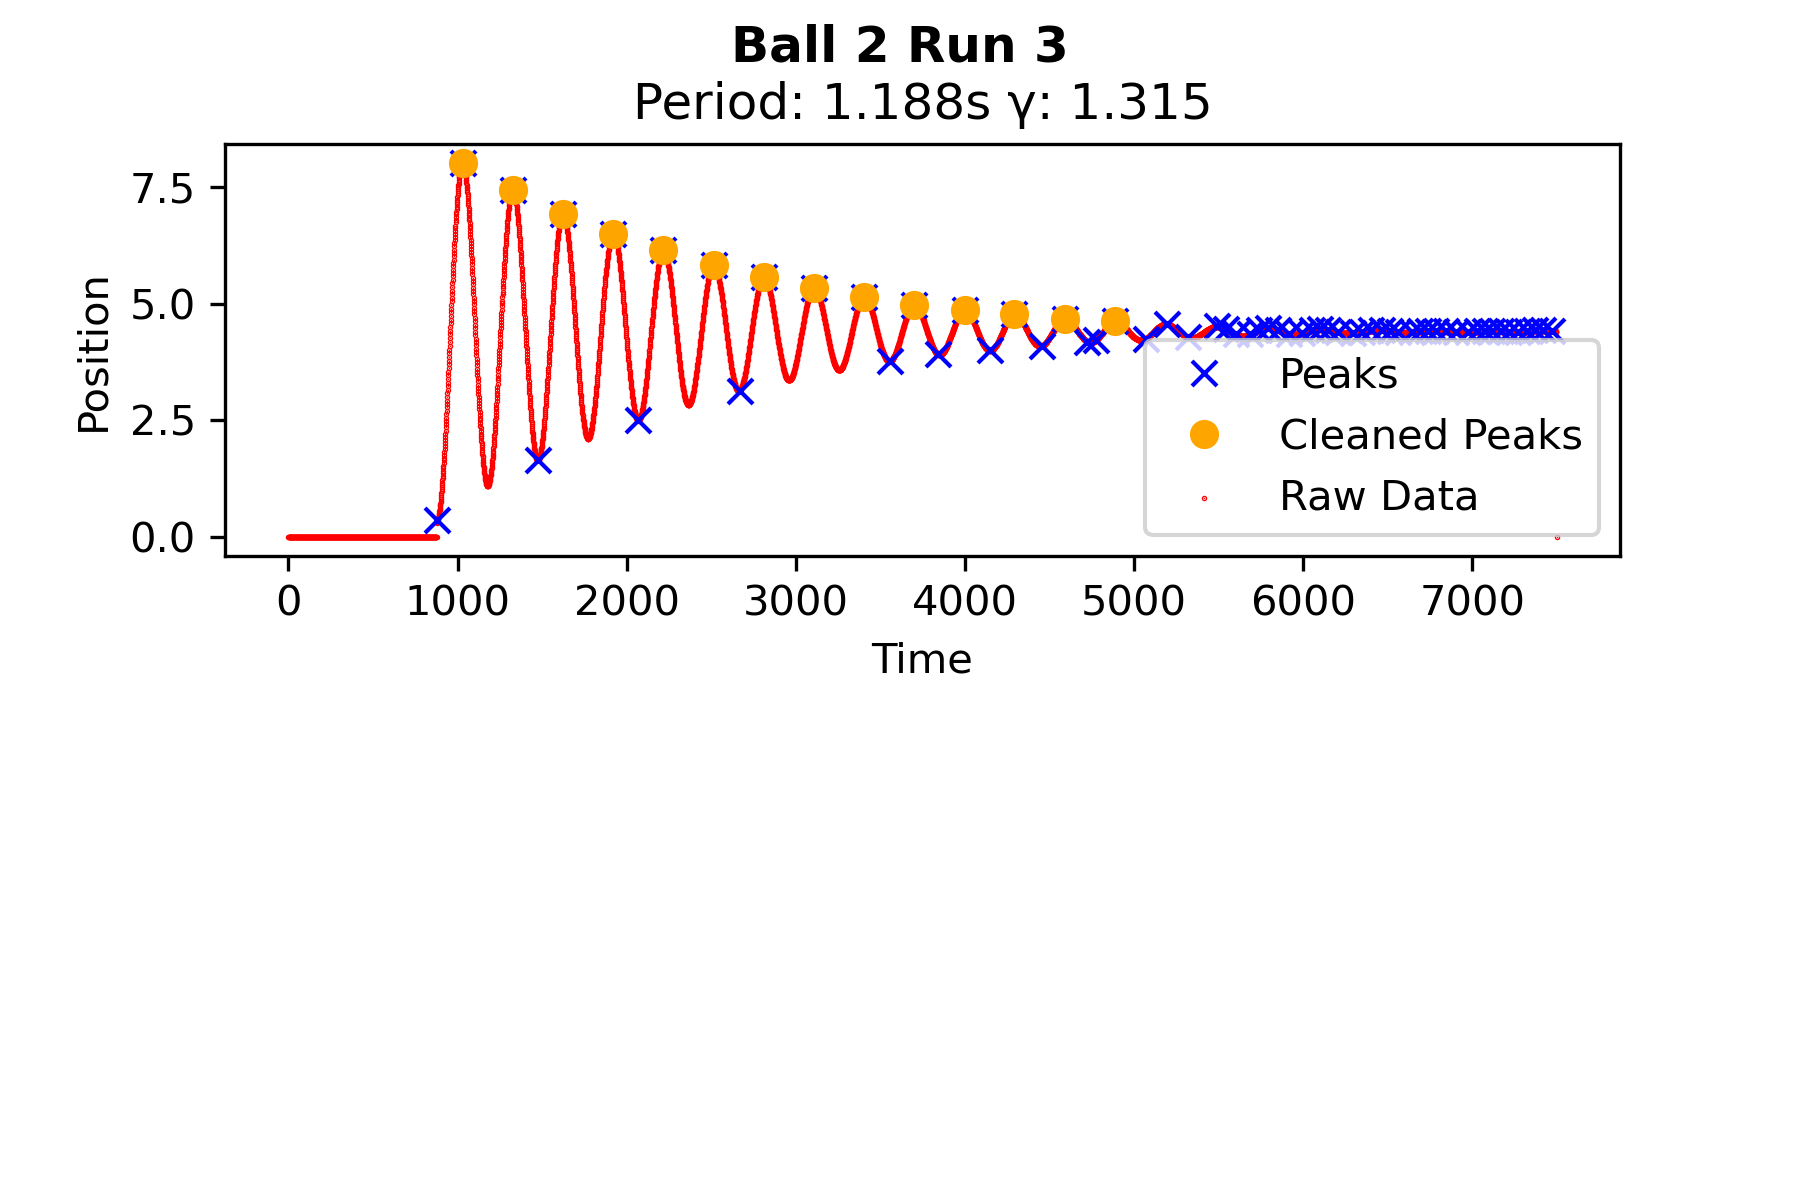 Ball 2 Run 3
Period: 1.188s γ: 1.315
Position
7.5
5.0
2.5
0.0
Peaks
Cleaned Peaks
Raw Data
0 1000 2000 3000 4000 5000 6000 7000
Time